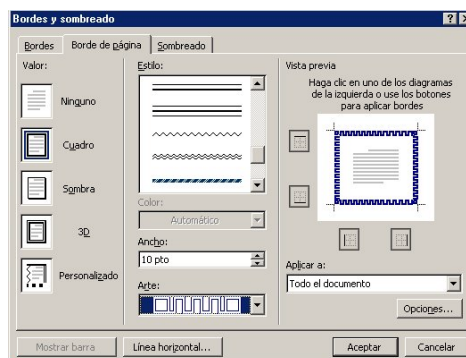 Bordes y sombreado
Bordes
Borde de página
Sombreado
Valor:
Ninguno
Cuadro
Sombra
3D
Personalizado
Estilo:
Color:
Automático
Ancho:
10 pto
Arte:
Vista previa
Haga clic en uno de los diagramas
de la izquierda o use los botones
para aplicar bordes
Aplicar a:
Todo el documento
Opciones...
Mostrar barra
Línea horizontal...
Aceptar
Cancelar